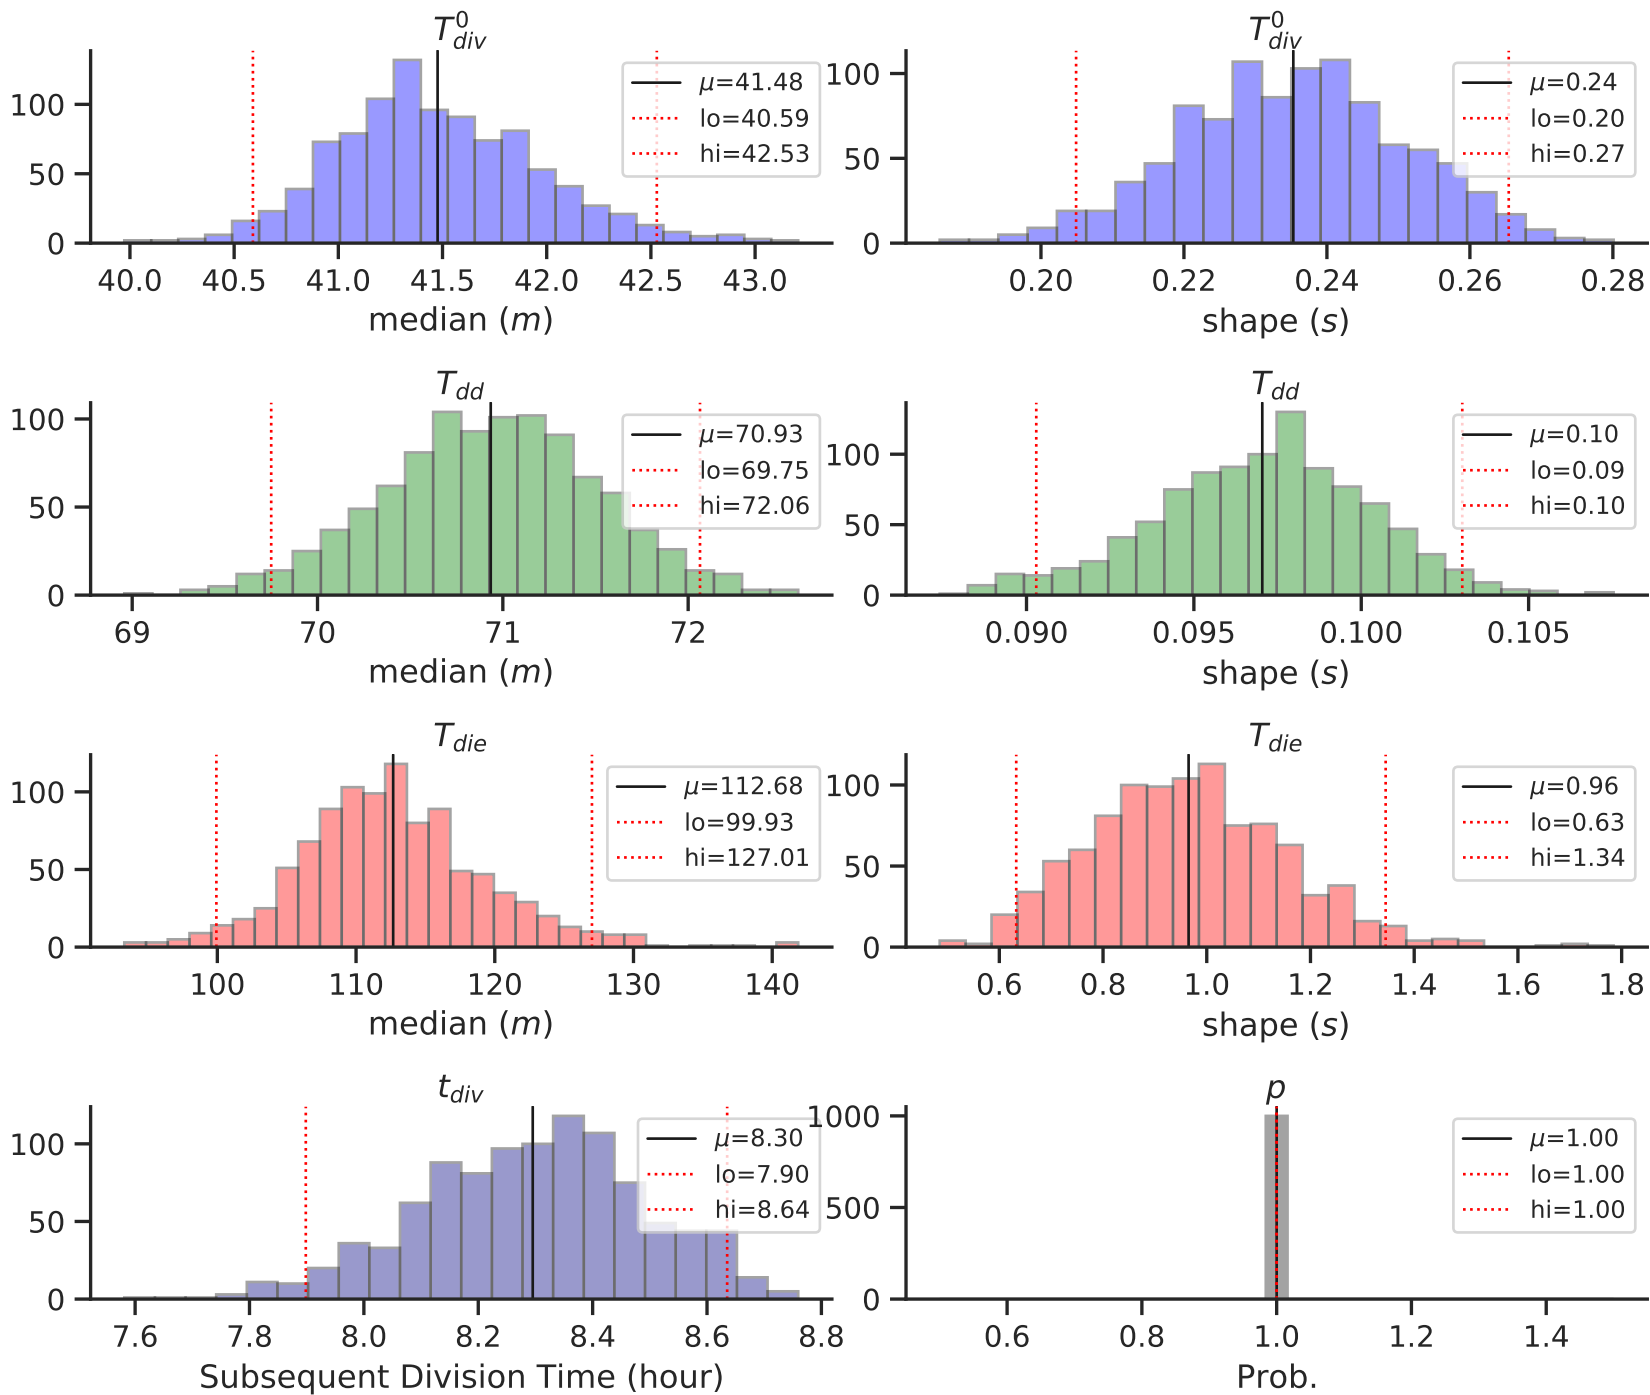 T⁰div
100
50
0
μ=41.48
lo=40.59
hi=42.53
40.0 40.5 41.0 41.5 42.0 42.5 43.0
median (m)
T⁰div
100
50
0
μ=0.24
lo=0.20
hi=0.27
0.20 0.22 0.24 0.26 0.28
shape (s)
Tdd
100
50
0
μ=70.93
lo=69.75
hi=72.06
69 70 71 72
median (m)
Tdd
100
50
0
μ=0.10
lo=0.09
hi=0.10
0.090 0.095 0.100 0.105
shape (s)
Tdie
100
50
0
μ=112.68
lo=99.93
hi=127.01
100 110 120 130 140
median (m)
Tdie
100
50
0
μ=0.96
lo=0.63
hi=1.34
0.6 0.8 1.0 1.2 1.4 1.6 1.8
shape (s)
tdiv
100
50
0
μ=8.30
lo=7.90
hi=8.64
7.6 7.8 8.0 8.2 8.4 8.6 8.8
Subsequent Division Time (hour)
p
1000
500
0
μ=1.00
lo=1.00
hi=1.00
0.6 0.8 1.0 1.2 1.4
Prob.